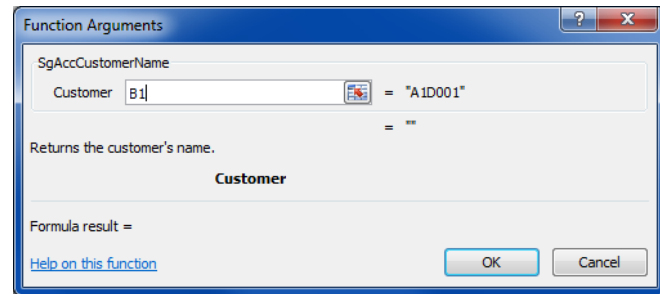 Function Arguments
SgAccCustomerName
Customer B1 = "A1D001"
= ""
Returns the customer's name.
Customer
Formula result =
Help on this function OK Cancel